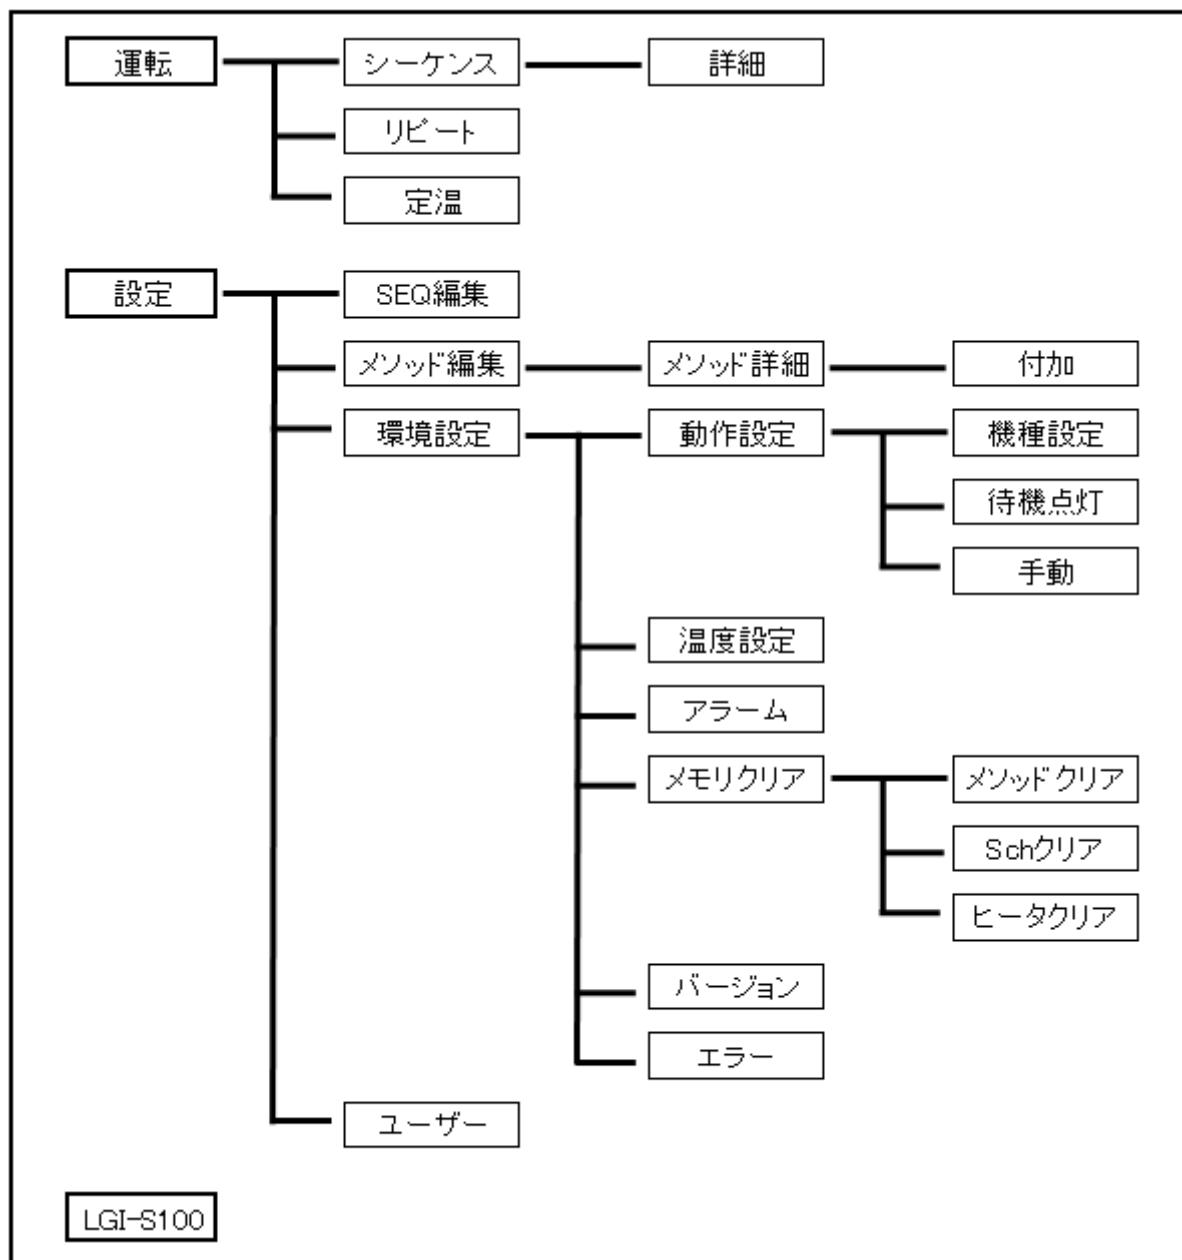 運転 シーケンス 詳細
リピート
定温
設定 SEQ編集
メソッド編集 メソッド詳細 付加
環境設定 動作設定 機種設定
待機点灯
手動
温度設定
アラーム
メモリクリア メソッドクリア
Schクリア
ヒータクリア
バージョン
エラー
ユーザー
LGI-S100